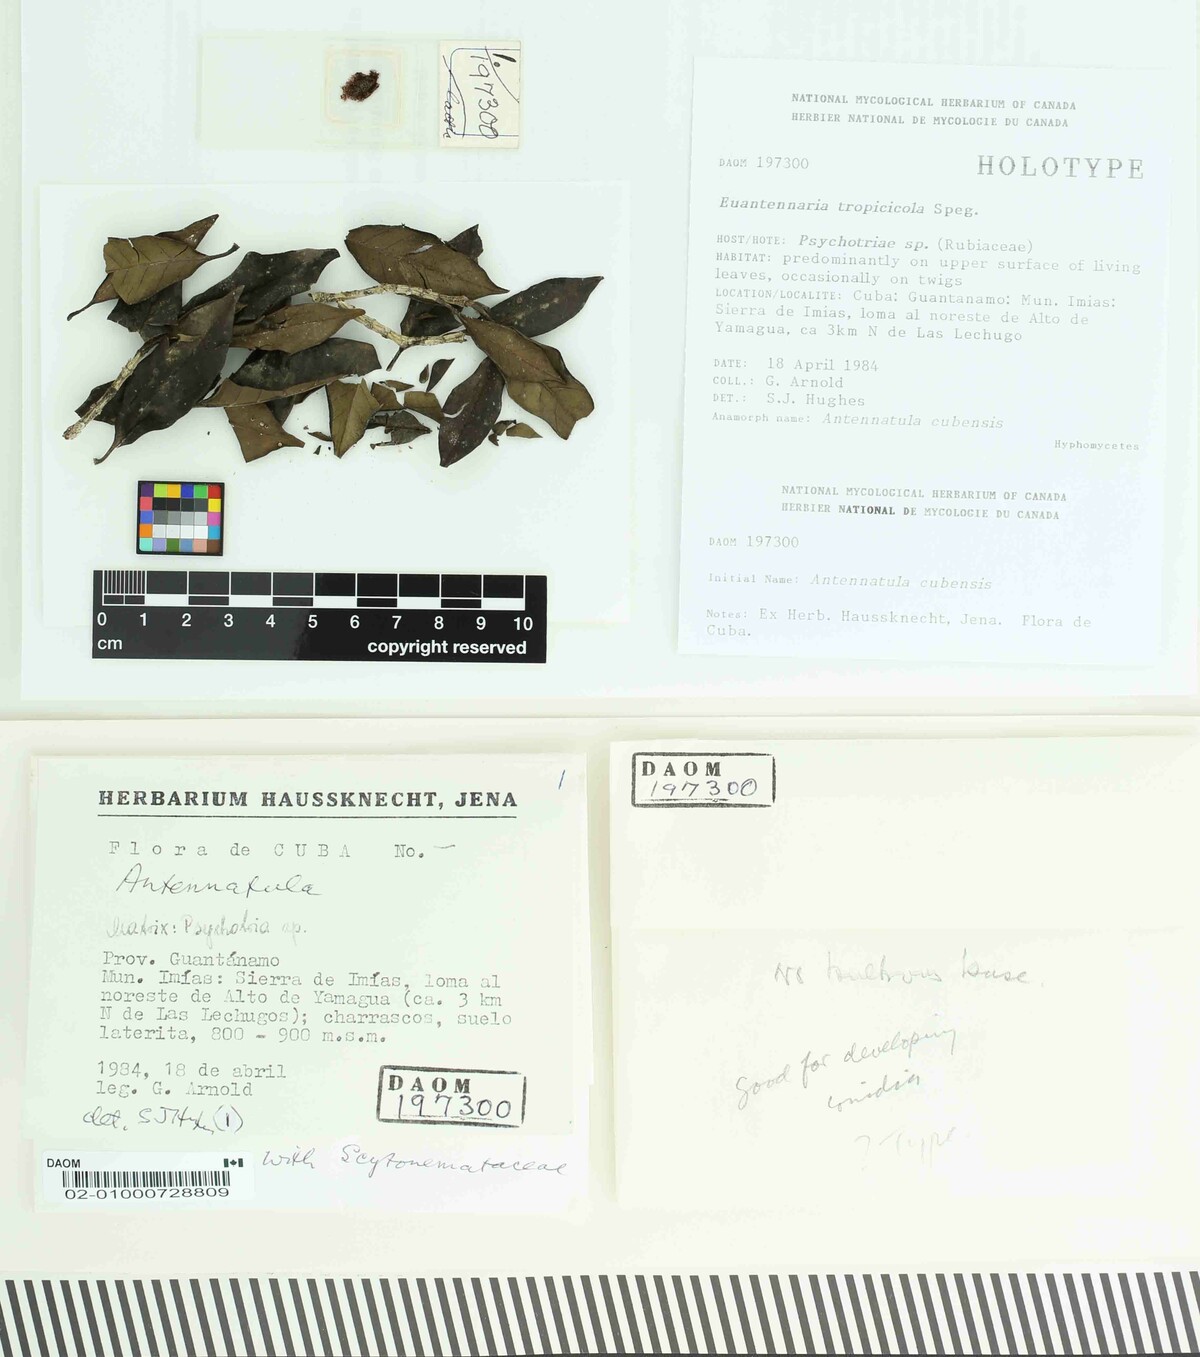 1.
197300
NATIONAL MYCOLOGICAL HERBARIUM OF CANADA
HERBIER NATIONAL DE MYCOLOGIE DU CANADA
DAOM 197300
HOLOTYPE
Euantennaria tropicicola Speg.
HOST/HOTE: Psychotriae sp. (Rubiaceae)
HABITAT: predominantly on upper surface of living
leaves, occasionally on twigs
LOCATION/LOCALITE: Cuba: Guantanamo: Mun. Imias:
Sierra de Imias, loma al noreste de Alto de
Yamagua, ca 3km N de Las Lechugo
DATE: 18 April 1984
COLL.: G. Arnold
DET.: S.J. Hughes
Anamorph name: Antennatula cubensis
Hyphomycetes
NATIONAL MYCOLOGICAL HERBARIUM OF CANADA
HERBIER NATIONAL DE MYCOLOGIE DU CANADA
DAOM 197300
Initial Name: Antennatula cubensis
Notes: Ex Herb. Haussknecht, Jena. Flora de
Cuba.
0 1 2 3 4 5 6 7 8 9 10
cm copyright reserved
1
HERBARIUM HAUSSKNECHT, JENA
Flora de CUBA No. —
Antennatula
Matrix: Psychotria sp.
Prov. Guantánamo
Mun. Imías: Sierra de Imías, loma al
noreste de Alto de Yamagua (ca. 3 km
N de Las Lechugos); charrascos, suelo
laterita, 800 - 900 m.s.m.
1984, 18 de abril
leg. G. Arnold
det. SJHughes (1)
DAOM
197300
with Scytonemataceae
DAOM
02-01000728809
DAOM
197300
No base.
Good for developing
conidia
? Type.